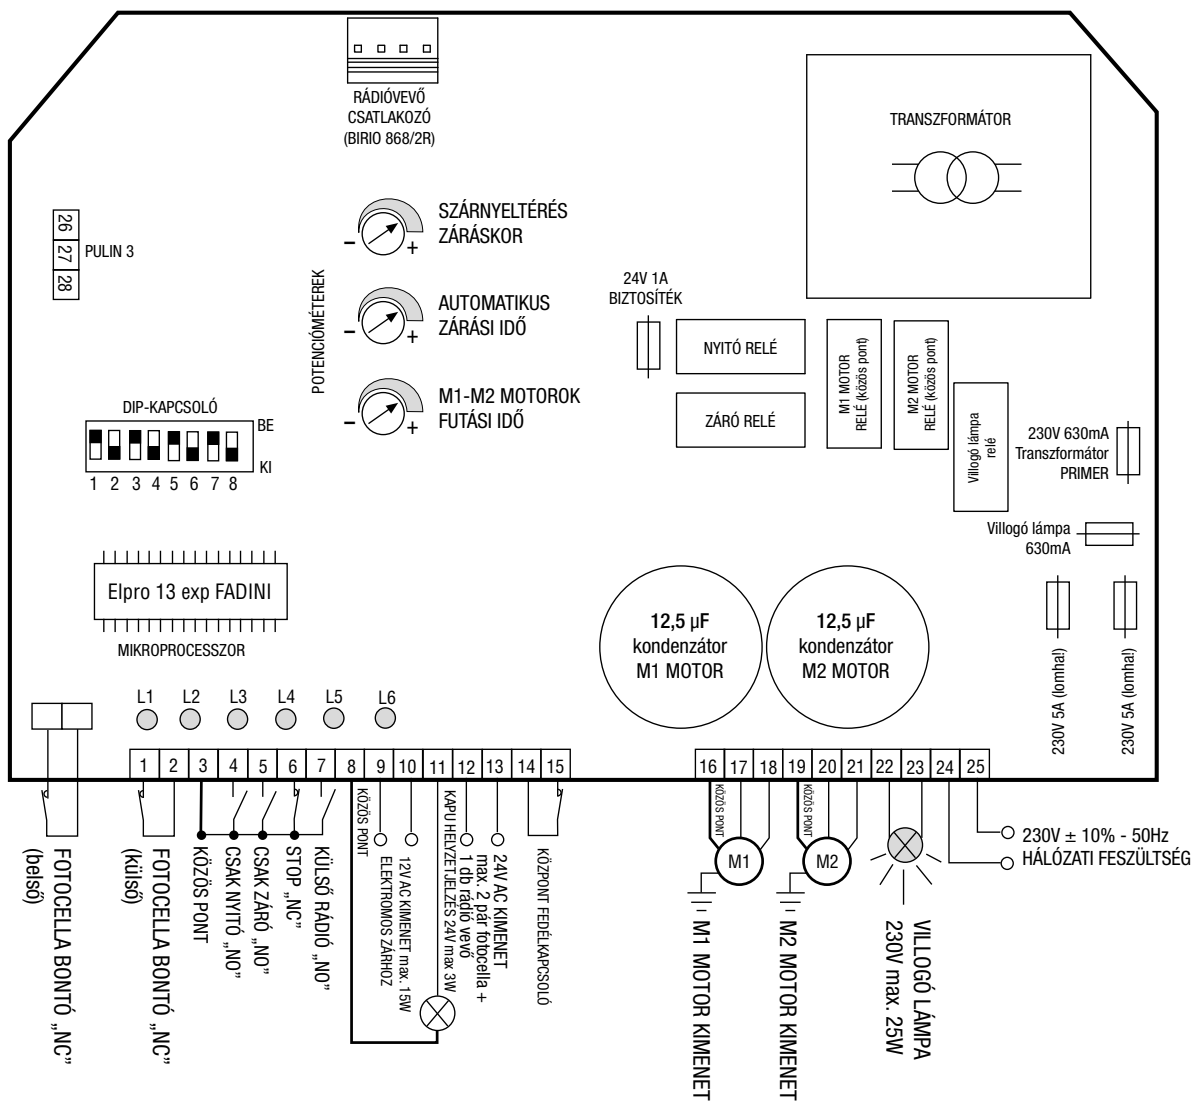 RÁDIÓVEVŐ
CSATLAKOZÓ
(BIRIO 868/2R)
TRANSZFORMÁTOR
26
27
28
PULIN 3
POTENCIÓMÉTEREK
SZÁRNYELTÉRÉS
ZÁRÁSKOR
- +
AUTOMATIKUS
ZÁRÁSI IDŐ
- +
M1-M2 MOTOROK
FUTÁSI IDŐ
- +
24V 1A
BIZTOSÍTÉK
NYITÓ RELÉ
ZÁRÓ RELÉ
M1 MOTOR
RELÉ (közös pont)
M2 MOTOR
RELÉ (közös pont)
Villogó lámpa
relé
230V 630mA
Transzformátor
PRIMER
Villogó lámpa
630mA
230V 5A (lomha!)
230V 5A (lomha!)
DIP-KAPCSOLÓ
BE
KI
1 2 3 4 5 6 7 8
Elpro 13 exp FADINI
MIKROPROCESSZOR
12,5 µF
kondenzátor
M1 MOTOR
12,5 µF
kondenzátor
M2 MOTOR
L1 L2 L3 L4 L5 L6
1 2 3 4 5 6 7 8 9 10 11 12 13 14 15
16 17 18 19 20 21 22 23 24 25
FOTOCELLA BONTÓ „NC”
(belső)
FOTOCELLA BONTÓ „NC”
(külső)
KÖZÖS PONT
CSAK NYITÓ „NO”
CSAK ZÁRÓ „NO”
STOP „NC”
KÜLSŐ RÁDIÓ „NO”
KÖZÖS PONT
12V AC KIMENET max. 15W
ELEKTROMOS ZÁRHOZ
KAPU HELYZETJELZÉS 24V max 3W
24V AC KIMENET
max. 2 pár fotocella +
1 db rádió vevő
KÖZPONT FEDÉLKAPCSOLÓ
KÖZÖS PONT
M1
M1 MOTOR KIMENET
KÖZÖS PONT
M2
M2 MOTOR KIMENET
VILLOGÓ LÁMPA
230V max. 25W
230V ± 10% - 50Hz
HÁLÓZATI FESZÜLTSÉG